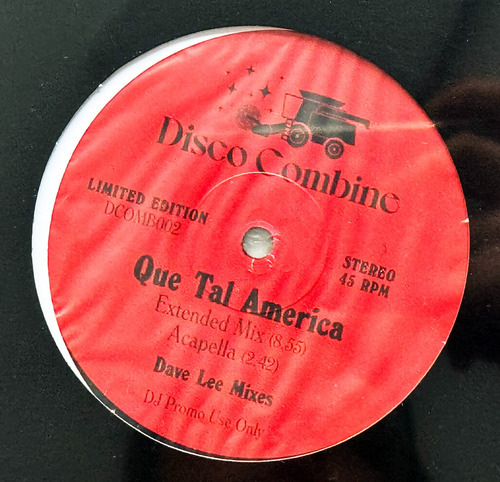 Disco Combine
LIMITED EDITION
DCOMB002
STEREO
45 RPM
Que Tal America
Extended Mix (8.55)
Acapella (2.42)
Dave Lee Mixes
DJ Promo Use Only